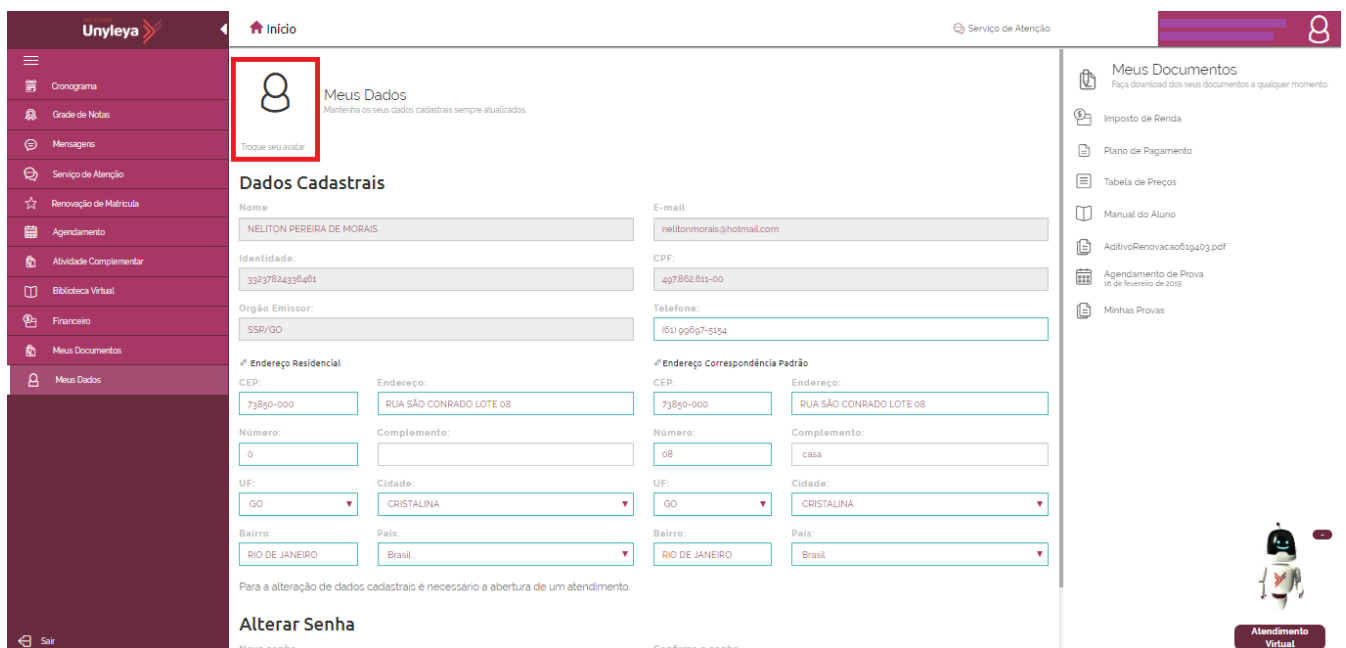 FACULDADE
Unyleya
Início
Serviço de Atenção
Cronograma
Grade de Notas
Mensagens
Serviço de Atenção
Renovação de Matrícula
Agendamento
Atividade Complementar
Biblioteca Virtual
Financeiro
Meus Documentos
Meus Dados
Sair
Troque seu avatar
Meus Dados
Mantenha os seus dados cadastrais sempre atualizados.
Dados Cadastrais
Nome
E-mail
NELITON PEREIRA DE MORAIS
nelitonmorais@hotmail.com
Identidade:
CPF:
33237824336461
497.862.611-00
Orgão Emissor:
Telefone:
SSP/GO
(61) 99697-5154
Endereço Residencial
Endereço Correspondência Padrão
CEP: Endereço: CEP: Endereço:
73850-000 RUA SÃO CONRADO LOTE 08 73850-000 RUA SÃO CONRADO LOTE 08
Número: Complemento: Número: Complemento:
0 08 casa
UF: Cidade: UF: Cidade:
GO CRISTALINA GO CRISTALINA
Bairro: País: Bairro: País:
RIO DE JANEIRO Brasil RIO DE JANEIRO Brasil
Para a alteração de dados cadastrais é necessário a abertura de um atendimento.
Alterar Senha
Nova senha Confirme a senha
Meus Documentos
Faça download dos seus documentos a qualquer momento.
Imposto de Renda
Plano de Pagamento
Tabela de Preços
Manual do Aluno
AditivoRenovacao619403.pdf
Agendamento de Prova
16 de fevereiro de 2019
Minhas Provas
Atendimento
Virtual